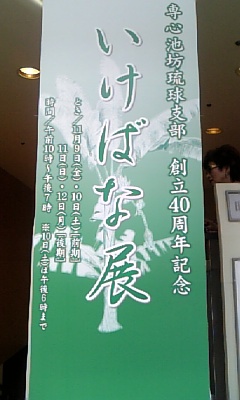 専心池坊琉球支部 創立40周年記念
いけばな展
とき/11月9日(金)・10日(土)[前期]
11日(日)・12日(月)[後期]
時間/午前10時~午後7時 ※10日(土)は午後6時まで